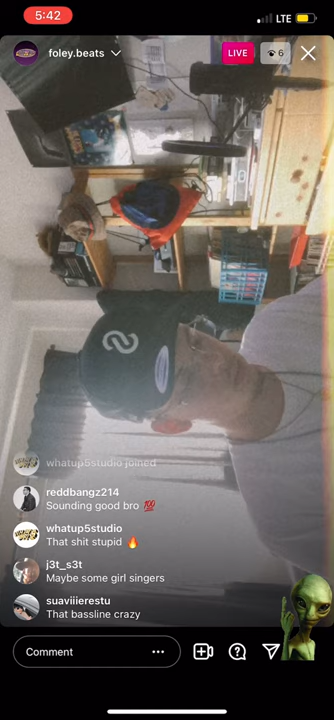 5:42
LTE
foley.beats
LIVE
6
whatup5studio joined
reddbangz214
Sounding good bro 💯
whatup5studio
That shit stupid 🔥
j3t_s3t
Maybe some girl singers
suaviiierestu
That bassline crazy
Comment